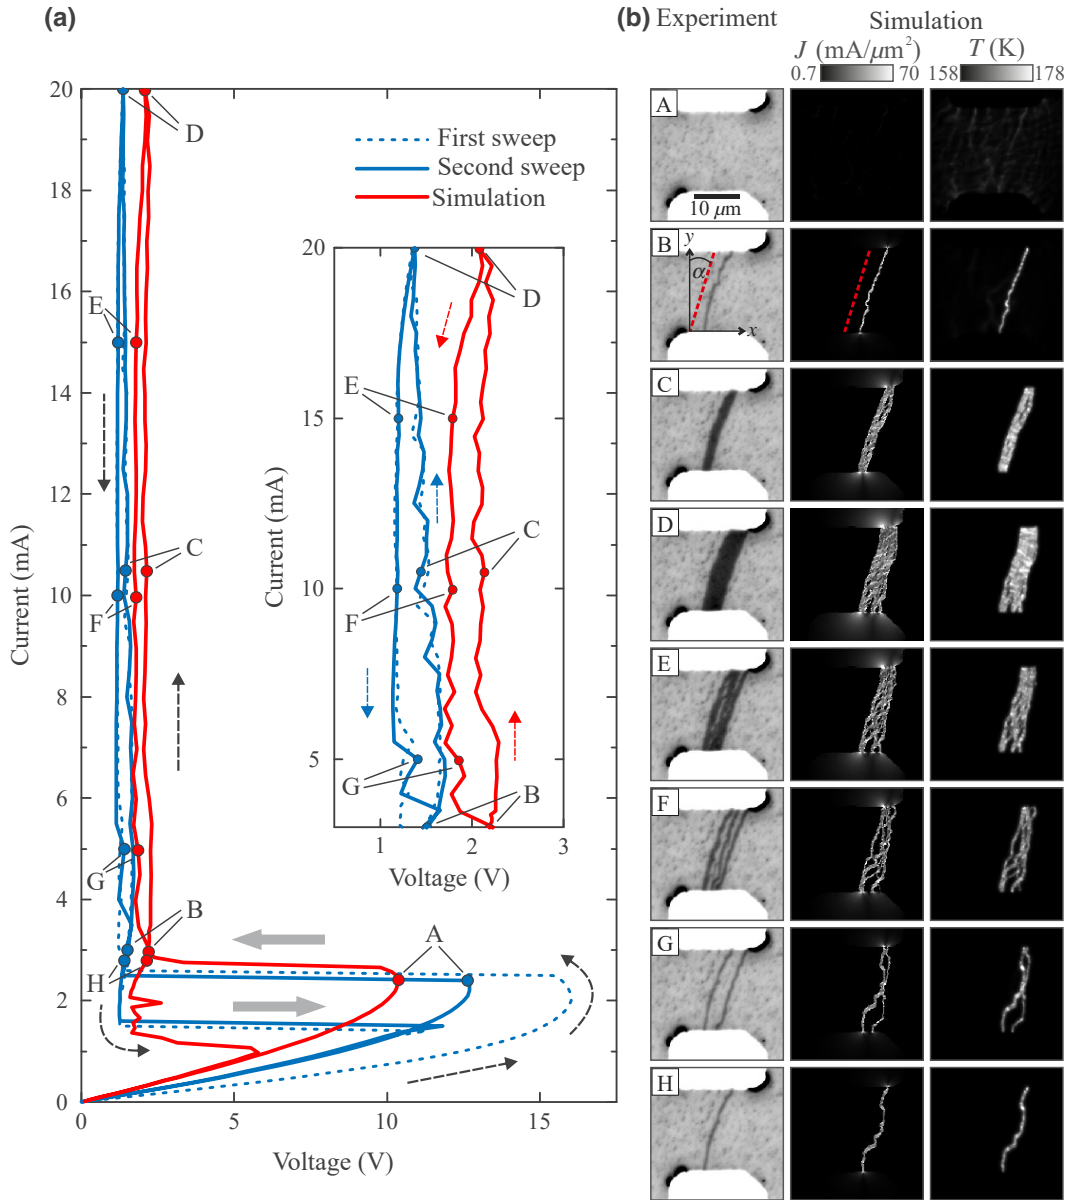 (a)
20
18
16
14
12
10
8
6
4
2
0
0
5
10
15
Current (mA)
Voltage (V)
First sweep
Second sweep
Simulation
D
E
C
F
G
B
H
A
20
15
10
5
1
2
3
Current (mA)
Voltage (V)
D
E
C
F
G
B
(b) Experiment
Simulation
J (mA/μm²)
T (K)
0.7
70
158
178
A
10 μm
B
y
α
x
C
D
E
F
G
H